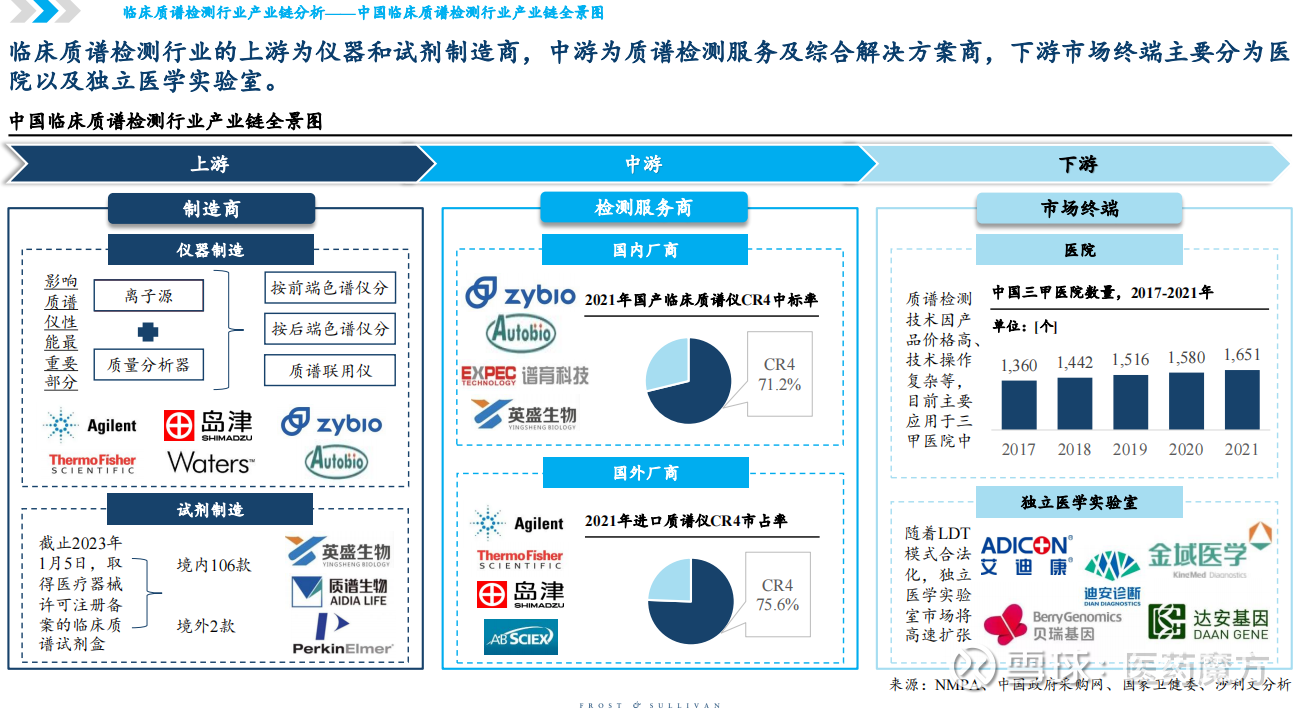 临床质谱检测行业产业链分析——中国临床质谱检测行业产业链全景图
临床质谱检测行业的上游为仪器和试剂制造商，中游为质谱检测服务及综合解决方案商，下游市场终端主要分为医
院以及独立医学实验室。
中国临床质谱检测行业产业链全景图
上游
中游
下游
制造商
仪器制造
影响
质谱
仪性
能最
重要
部分
离子源
质量分析器
按前端色谱仪分
按后端色谱仪分
质谱联用仪
Agilent
岛津
SHIMADZU
zybio
ThermoFisher
SCIENTIFIC
Waters™
Autobio
试剂制造
截止2023年
1月5日，取
得医疗器械
许可注册备
案的临床质
谱试剂盒
境内106款
境外2款
英盛生物
YINGSHENG BIOLOGY
质谱生物
AIDIA LIFE
PerkinElmer®
检测服务商
国内厂商
zybio
Autobio
EXPEC
TECHNOLOGY
谱育科技
英盛生物
YINGSHENG BIOLOGY
2021年国产临床质谱仪CR4中标率
CR4
71.2%
国外厂商
Agilent
ThermoFisher
SCIENTIFIC
岛津
SHIMADZU
AB SCIEX
2021年进口质谱仪CR4市占率
CR4
75.6%
市场终端
医院
质谱检测
技术因产
品价格高、
技术操作
复杂等，
目前主要
应用于三
甲医院中
中国三甲医院数量，2017-2021年
单位：[个]
1,360
1,442
1,516
1,580
1,651
2017
2018
2019
2020
2021
独立医学实验室
随着LDT
模式合法
化，独立
医学实验
室市场将
高速扩张
ADICON®
艾迪康
迪安诊断
DIAN DIAGNOSTICS
金域医学
KingMed Diagnostics
BerryGenomics
贝瑞基因
达安基因
DAAN GENE
雪球：医药魔方
来源：NMPA、中国政府采购网、国家卫健委、沙利文分析
FROST & SULLIVAN